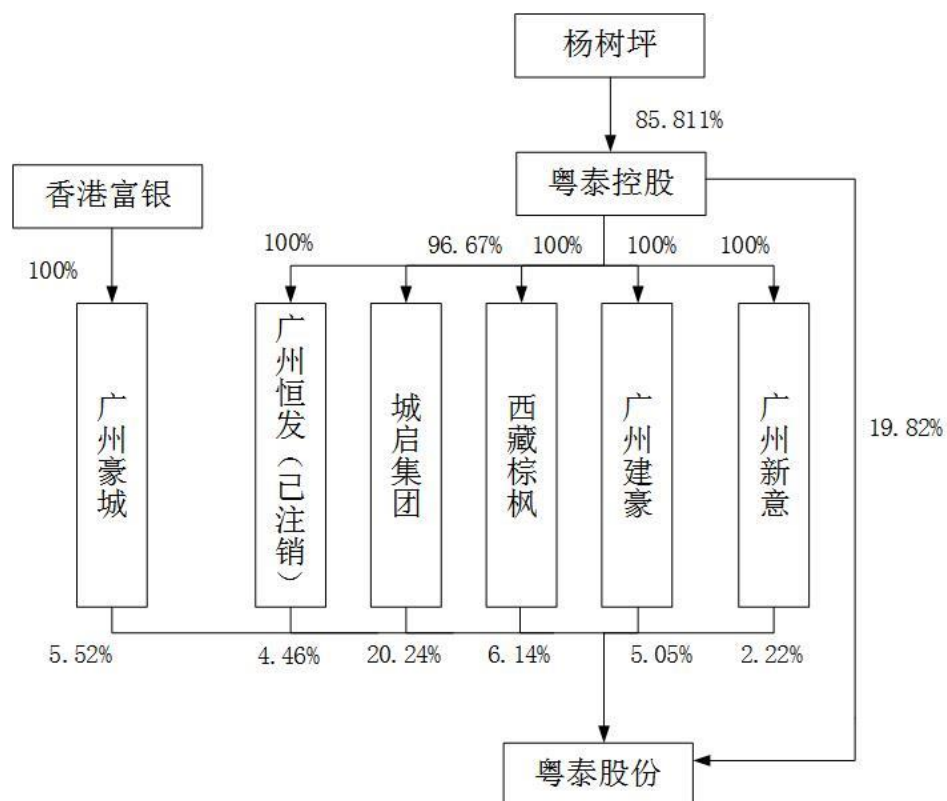 杨树坪
85.811%
香港富银
粤泰控股
100%
100%
96.67%
100%
100%
100%
广州豪城
广州恒发（已注销）
城启集团
西藏棕枫
广州建豪
广州新意
19.82%
5.52%
4.46%
20.24%
6.14%
5.05%
2.22%
粤泰股份